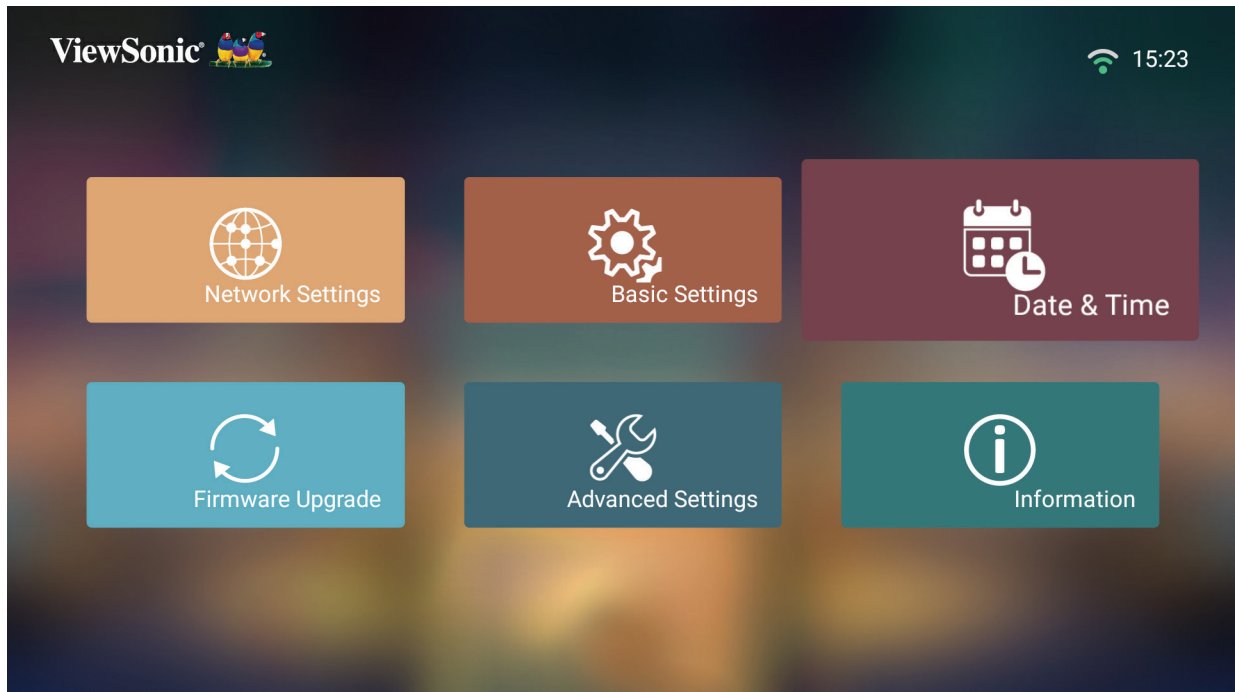 ViewSonic®
15:23
Network Settings
Basic Settings
Date & Time
Firmware Upgrade
Advanced Settings
Information